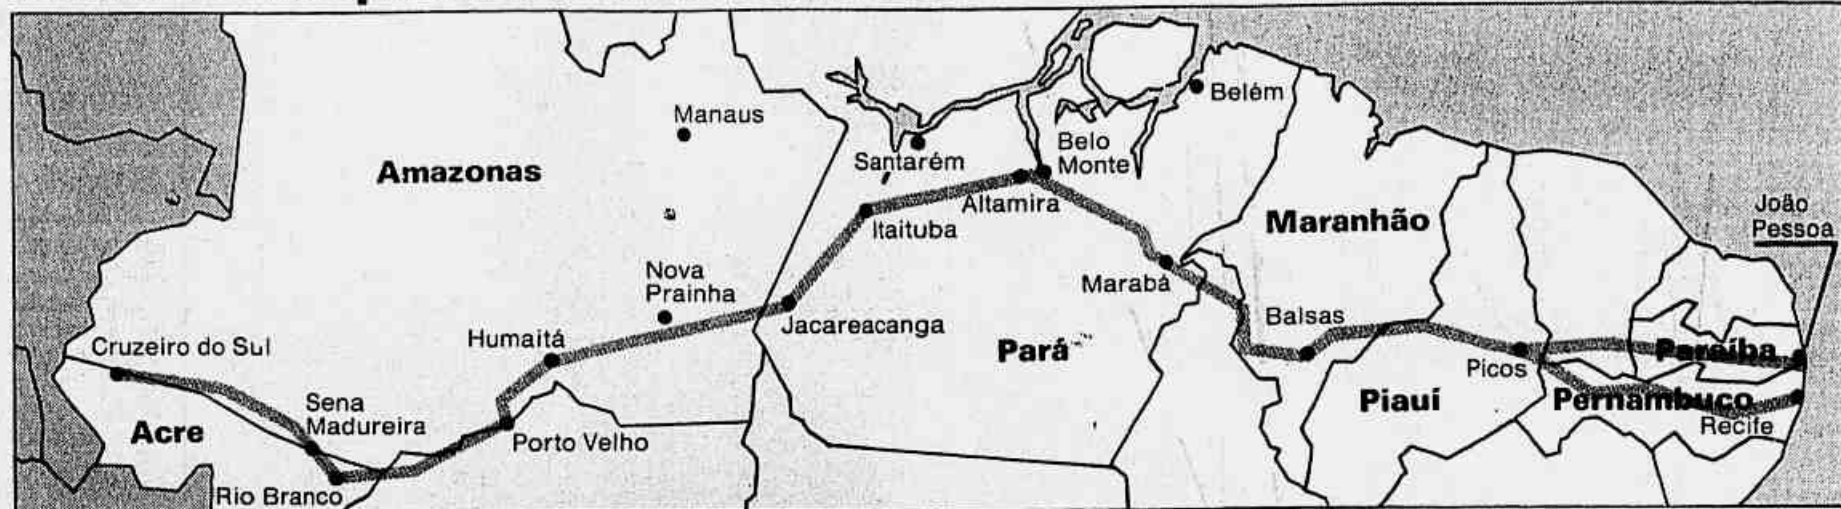 Manaus
Belém
Belo
Monte
Santarém
Amazonas
Altamira
Maranhão
João
Pessoa
Itaituba
Nova
Prainha
Marabá
Jacareacanga
Balsas
Humaitá
Cruzeiro do Sul
Pará
Paraíba
Picos
Sena
Madureira
Acre
Piauí
Pernambuco
Porto Velho
Recife
Rio Branco